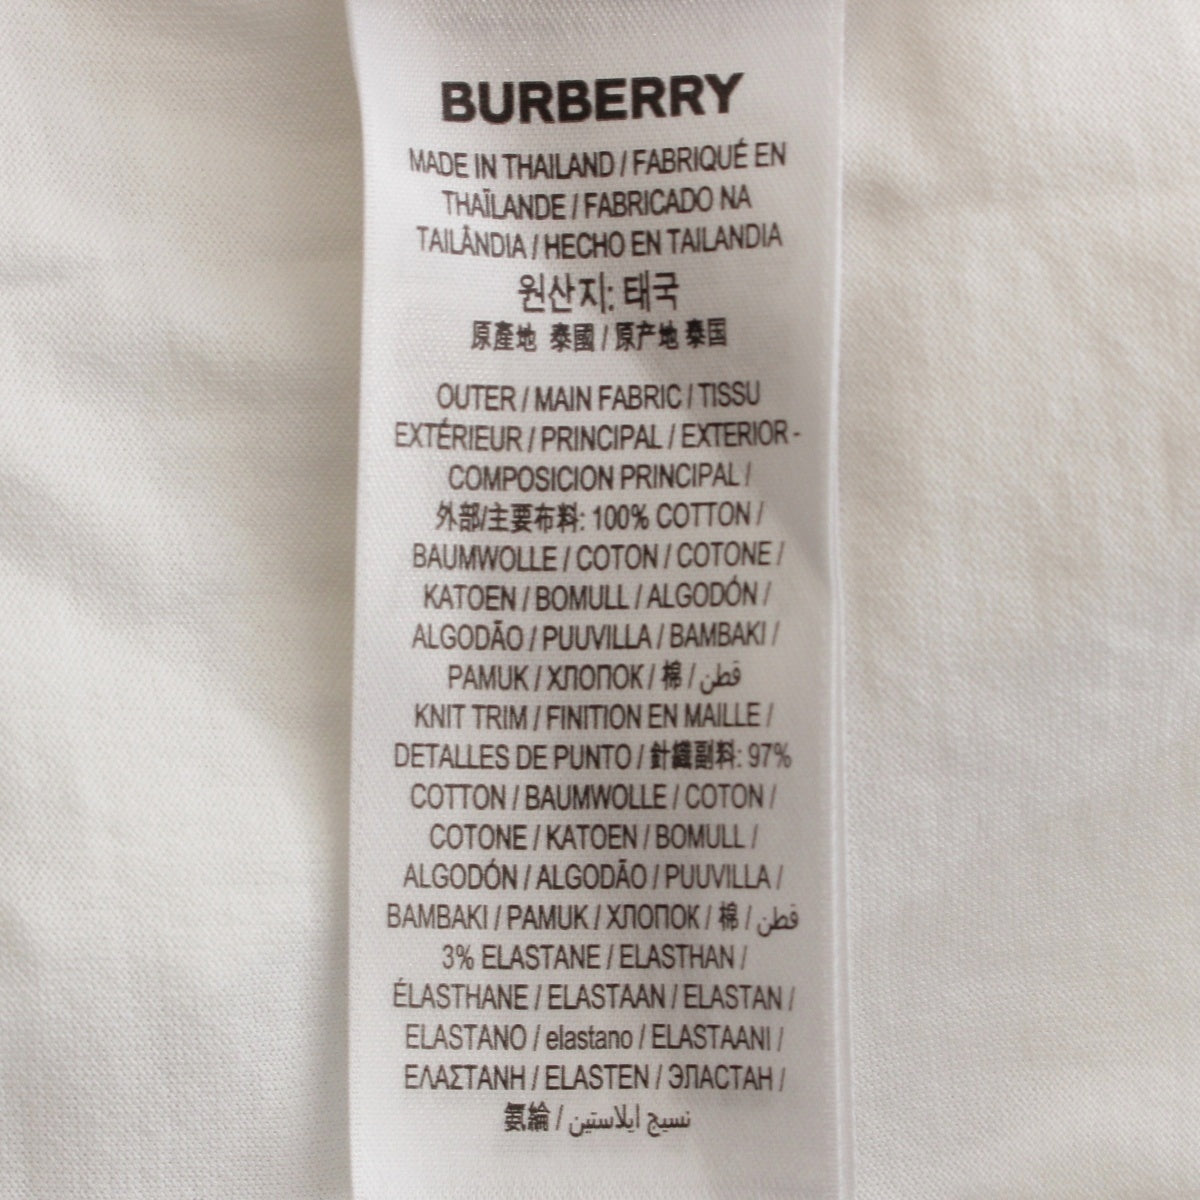 BURBERRY
MADE IN THAILAND / FABRIQUÉ EN
THAÏLANDE / FABRICADO NA
TAILÂNDIA / HECHO EN TAILANDIA
원산지: 태국
原產地 泰國 / 原产地 泰国
OUTER / MAIN FABRIC / TISSU
EXTÉRIEUR / PRINCIPAL / EXTERIOR -
COMPOSICION PRINCIPAL /
外部/主要布料: 100% COTTON /
BAUMWOLLE / COTON / COTONE /
KATOEN / BOMULL / ALGODÓN /
ALGODÃO / PUUVILLA / BAMBAKI /
PAMUK / ХЛОПОК / 棉 / قطن
KNIT TRIM / FINITION EN MAILLE /
DETALLES DE PUNTO / 針織副料: 97%
COTTON / BAUMWOLLE / COTON /
COTONE / KATOEN / BOMULL /
ALGODÓN / ALGODÃO / PUUVILLA /
BAMBAKI / PAMUK / ХЛОПОК / 棉 / قطن
3% ELASTANE / ELASTHAN /
ÉLASTHANE / ELASTAAN / ELASTAN /
ELASTANO / elastano / ELASTAANI /
ΕΛΑΣΤΑΝΗ / ELASTEN / ЭЛАСТАН /
氨綸 / نسيج ايلاستين